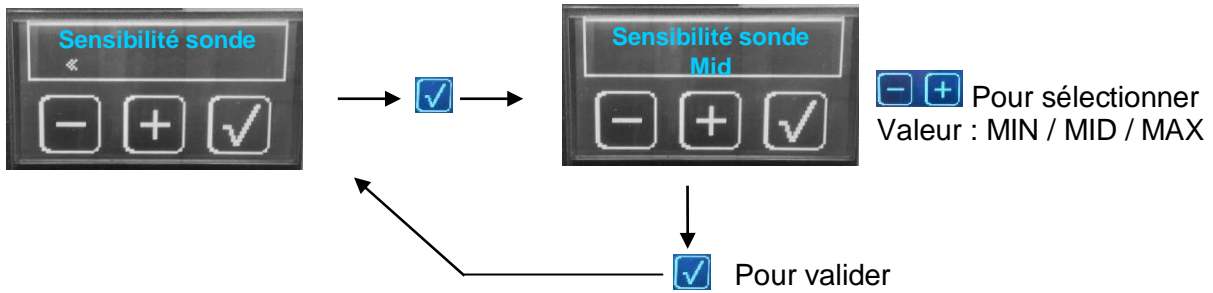 Sensibilité sonde
«
Sensibilité sonde
Mid
Pour sélectionner
Valeur : MIN / MID / MAX
Pour valider